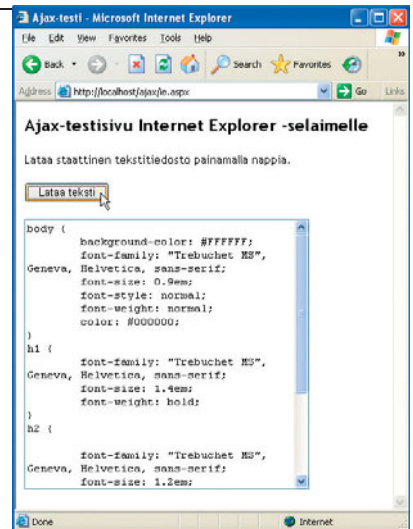 Ajax-testi - Microsoft Internet Explorer
File Edit View Favorites Tools Help
Back Search Favorites
Address http://localhost/ajax/ie.aspx Go Links
Ajax-testisivu Internet Explorer -selaimelle
Lataa staattinen tekstitiedosto painamalla nappia.
Lataa teksti
body {
background-color: #FFFFFF;
font-family: "Trebuchet MS",
Geneva, Helvetica, sans-serif;
font-size: 0.9em;
font-style: normal;
font-weight: normal;
color: #000000;
}
h1 {
font-family: "Trebuchet MS",
Geneva, Helvetica, sans-serif;
font-size: 1.4em;
font-weight: bold;
}
h2 {
font-family: "Trebuchet MS",
Geneva, Helvetica, sans-serif;
font-size: 1.2em;
Done Internet